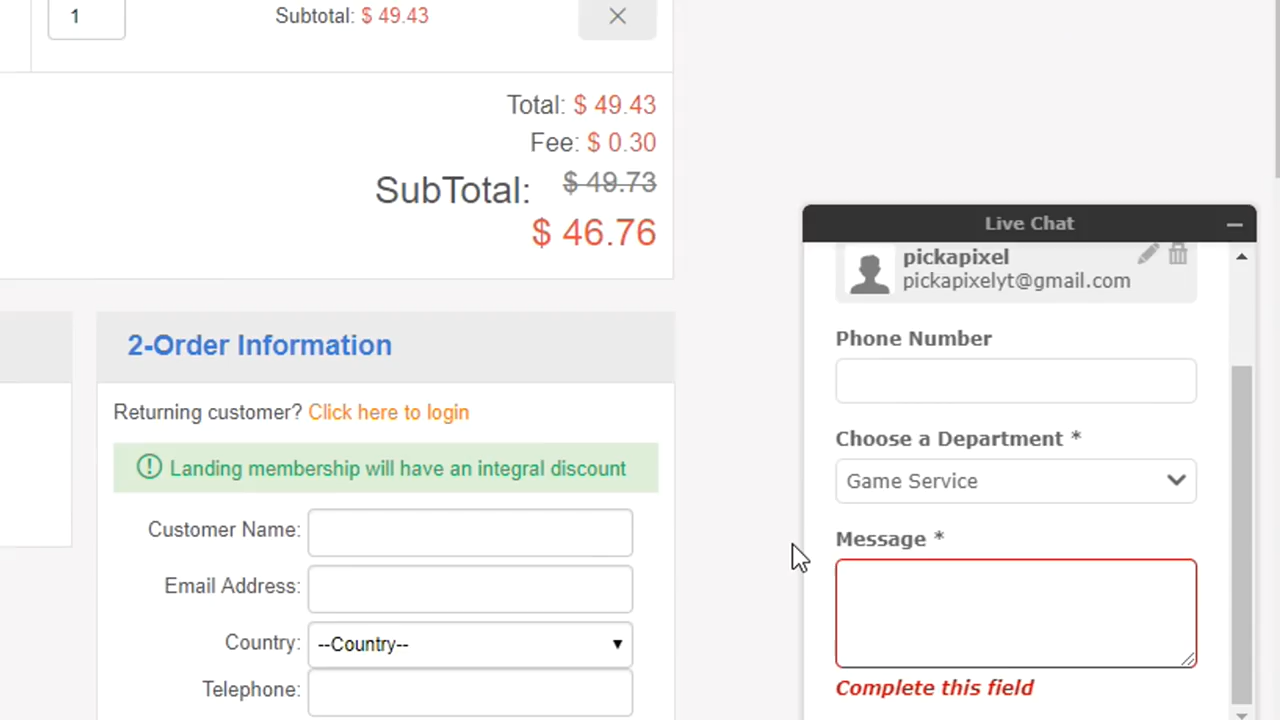 1
Subtotal: $ 49.43
Total: $ 49.43
Fee: $ 0.30
SubTotal: $ 49.73
$ 46.76
2-Order Information
Returning customer? Click here to login
Landing membership will have an integral discount
Customer Name:
Email Address:
Country: --Country--
Telephone:
Live Chat
pickapixel
pickapixelyt@gmail.com
Phone Number
Choose a Department *
Game Service
Message *
Complete this field